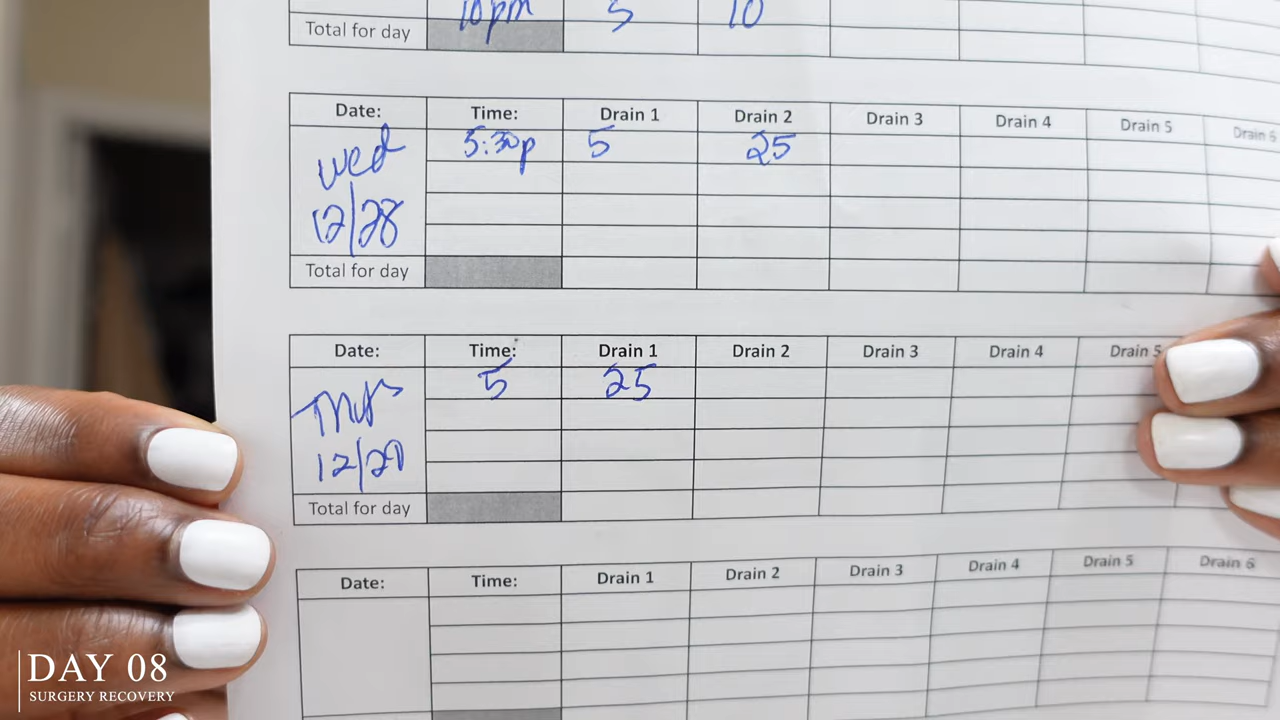 10pm 5 10
Total for day
Date: Time: Drain 1 Drain 2 Drain 3 Drain 4 Drain 5 Drain 6
Wed 5:30p 5 25
12/28
Total for day
Date: Time: Drain 1 Drain 2 Drain 3 Drain 4 Drain 5
Thurs 5 25
12/29
Total for day
Date: Time: Drain 1 Drain 2 Drain 3 Drain 4 Drain 5 Drain 6
DAY 08
SURGERY RECOVERY